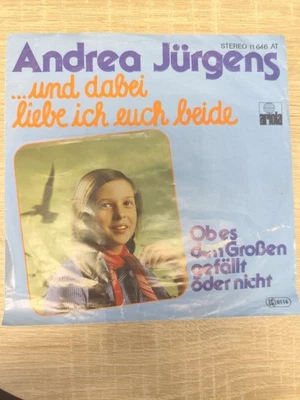 STEREO 11 646 AT
Andrea Jürgens
...und dabei
liebe ich euch beide
ariola
Ob es
den Großen
gefällt
oder nicht